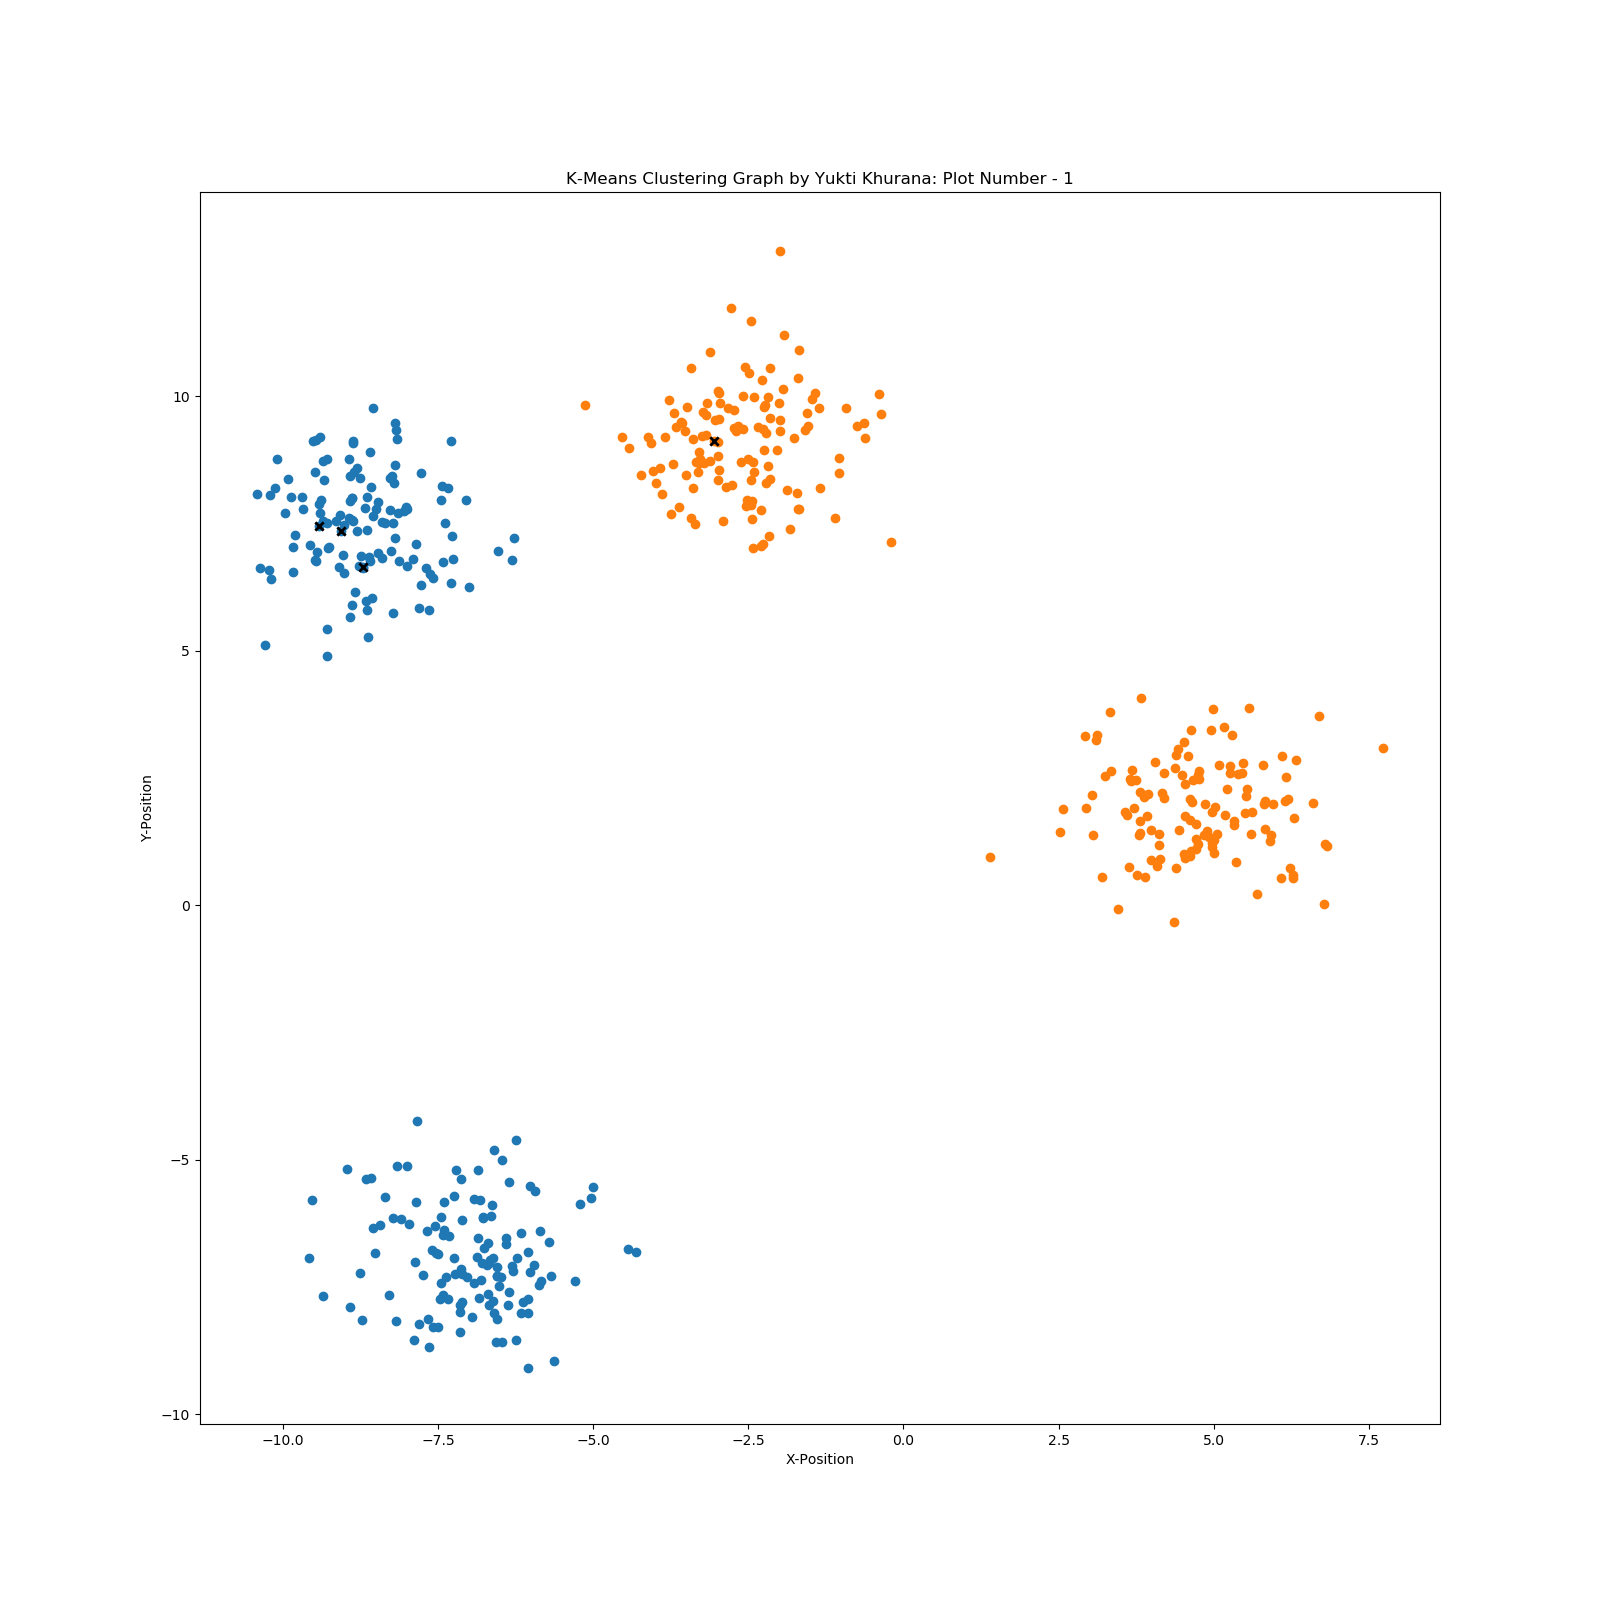 K-Means Clustering Graph by Yukti Khurana: Plot Number - 1
10
5
0
−5
−10
Y-Position
−10.0 −7.5 −5.0 −2.5 0.0 2.5 5.0 7.5
X-Position